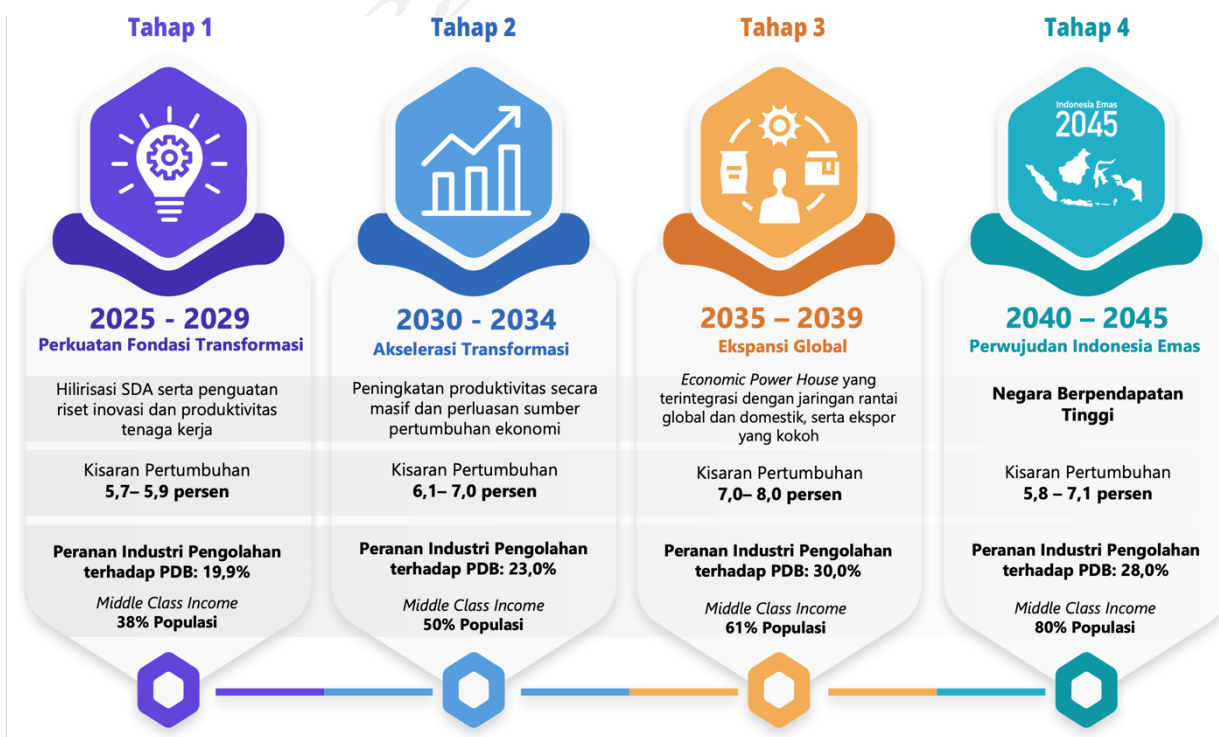 Tahap 1
Indonesia Emas
2045
2025 - 2029
Perkuatan Fondasi Transformasi
Hilirisasi SDA serta penguatan
riset inovasi dan produktivitas
tenaga kerja
Kisaran Pertumbuhan
5,7– 5,9 persen
Peranan Industri Pengolahan
terhadap PDB: 19,9%
Middle Class Income
38% Populasi
Tahap 2
2030 - 2034
Akselerasi Transformasi
Peningkatan produktivitas secara
masif dan perluasan sumber
pertumbuhan ekonomi
Kisaran Pertumbuhan
6,1– 7,0 persen
Peranan Industri Pengolahan
terhadap PDB: 23,0%
Middle Class Income
50% Populasi
Tahap 3
2035 – 2039
Ekspansi Global
Economic Power House yang
terintegrasi dengan jaringan rantai
global dan domestik, serta ekspor
yang kokoh
Kisaran Pertumbuhan
7,0– 8,0 persen
Peranan Industri Pengolahan
terhadap PDB: 30,0%
Middle Class Income
61% Populasi
Tahap 4
2040 – 2045
Perwujudan Indonesia Emas
Negara Berpendapatan
Tinggi
Kisaran Pertumbuhan
5,8 – 7,1 persen
Peranan Industri Pengolahan
terhadap PDB: 28,0%
Middle Class Income
80% Populasi